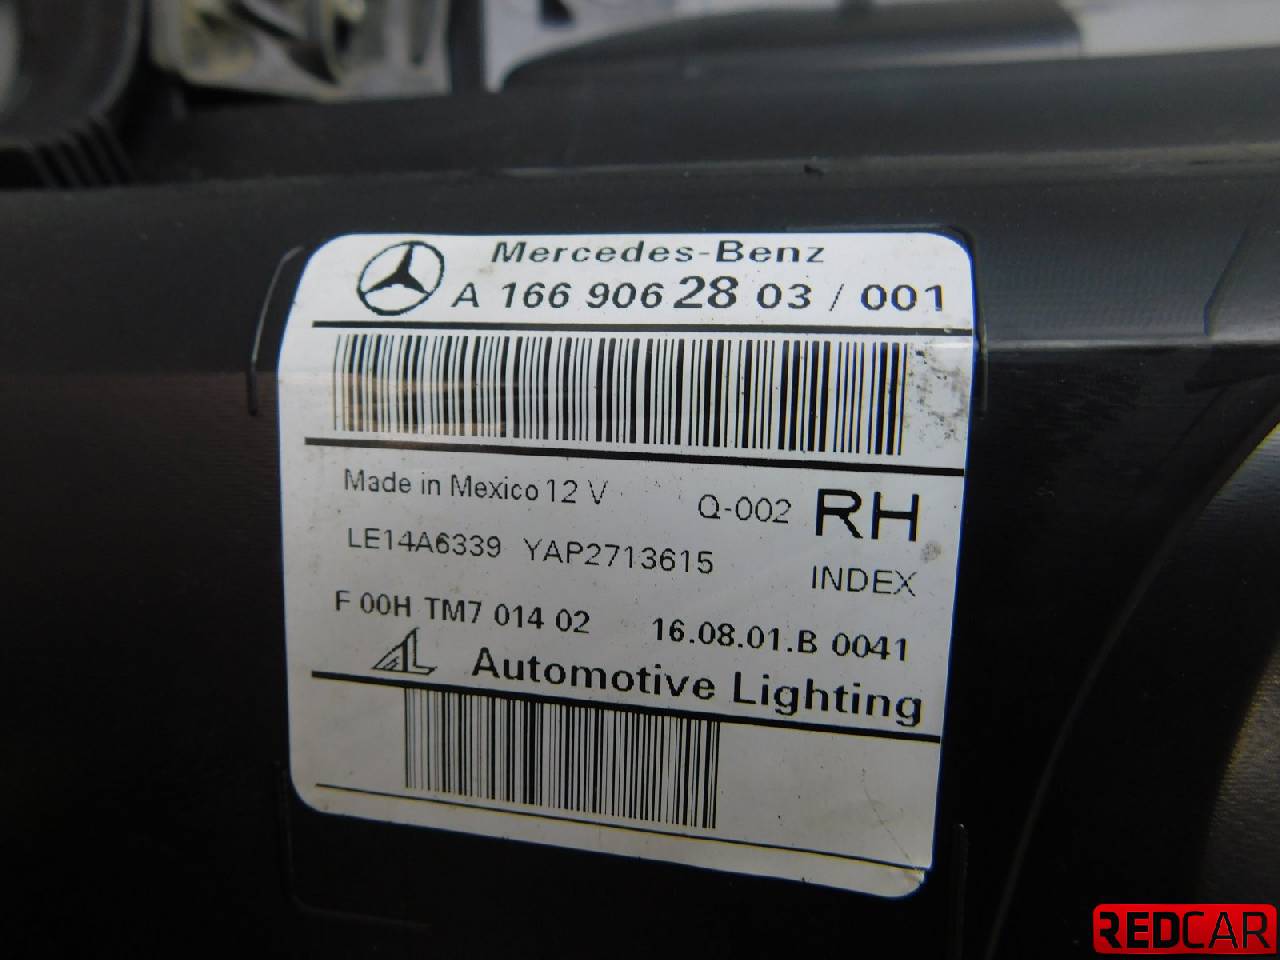 Mercedes-Benz
A 166 906 28 03 / 001
Made in Mexico 12 V
Q-002 RH
LE14A6339 YAP2713615
INDEX
F 00H TM7 014 02 16.08.01.B 0041
AL Automotive Lighting
REDCAR